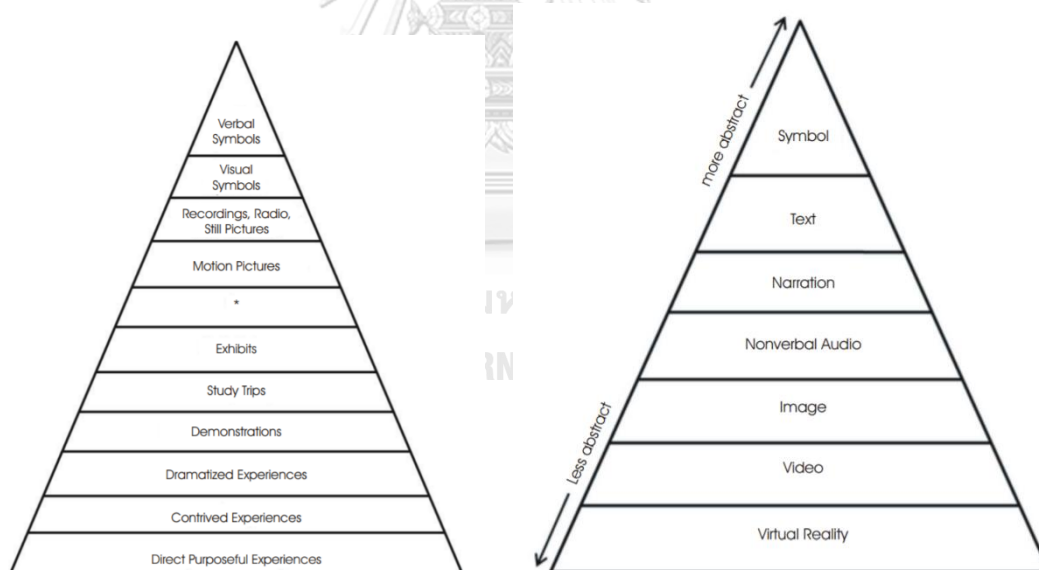 Verbal
Symbols
Visual
Symbols
Recordings, Radio,
Still Pictures
Motion Pictures
*
Exhibits
Study Trips
Demonstrations
Dramatized Experiences
Contrived Experiences
Direct Purposeful Experiences
more abstract
Less abstract
Symbol
Text
Narration
Nonverbal Audio
Image
Video
Virtual Reality